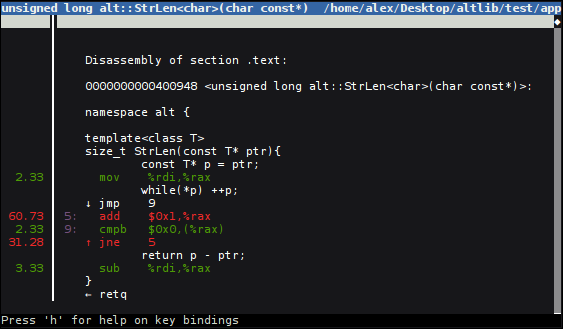 unsigned long alt::StrLen<char>(char const*)  /home/alex/Desktop/altlib/test/app
Disassembly of section .text:
0000000000400948 <unsigned long alt::StrLen<char>(char const*)>:
namespace alt {
template<class T>
size_t StrLen(const T* ptr){
const T* p = ptr;
2.33 mov %rdi,%rax
while(*p) ++p;
↓ jmp 9
60.73 5: add $0x1,%rax
2.33 9: cmpb $0x0,(%rax)
31.28 ↑ jne 5
return p - ptr;
3.33 sub %rdi,%rax
}
← retq
Press 'h' for help on key bindings